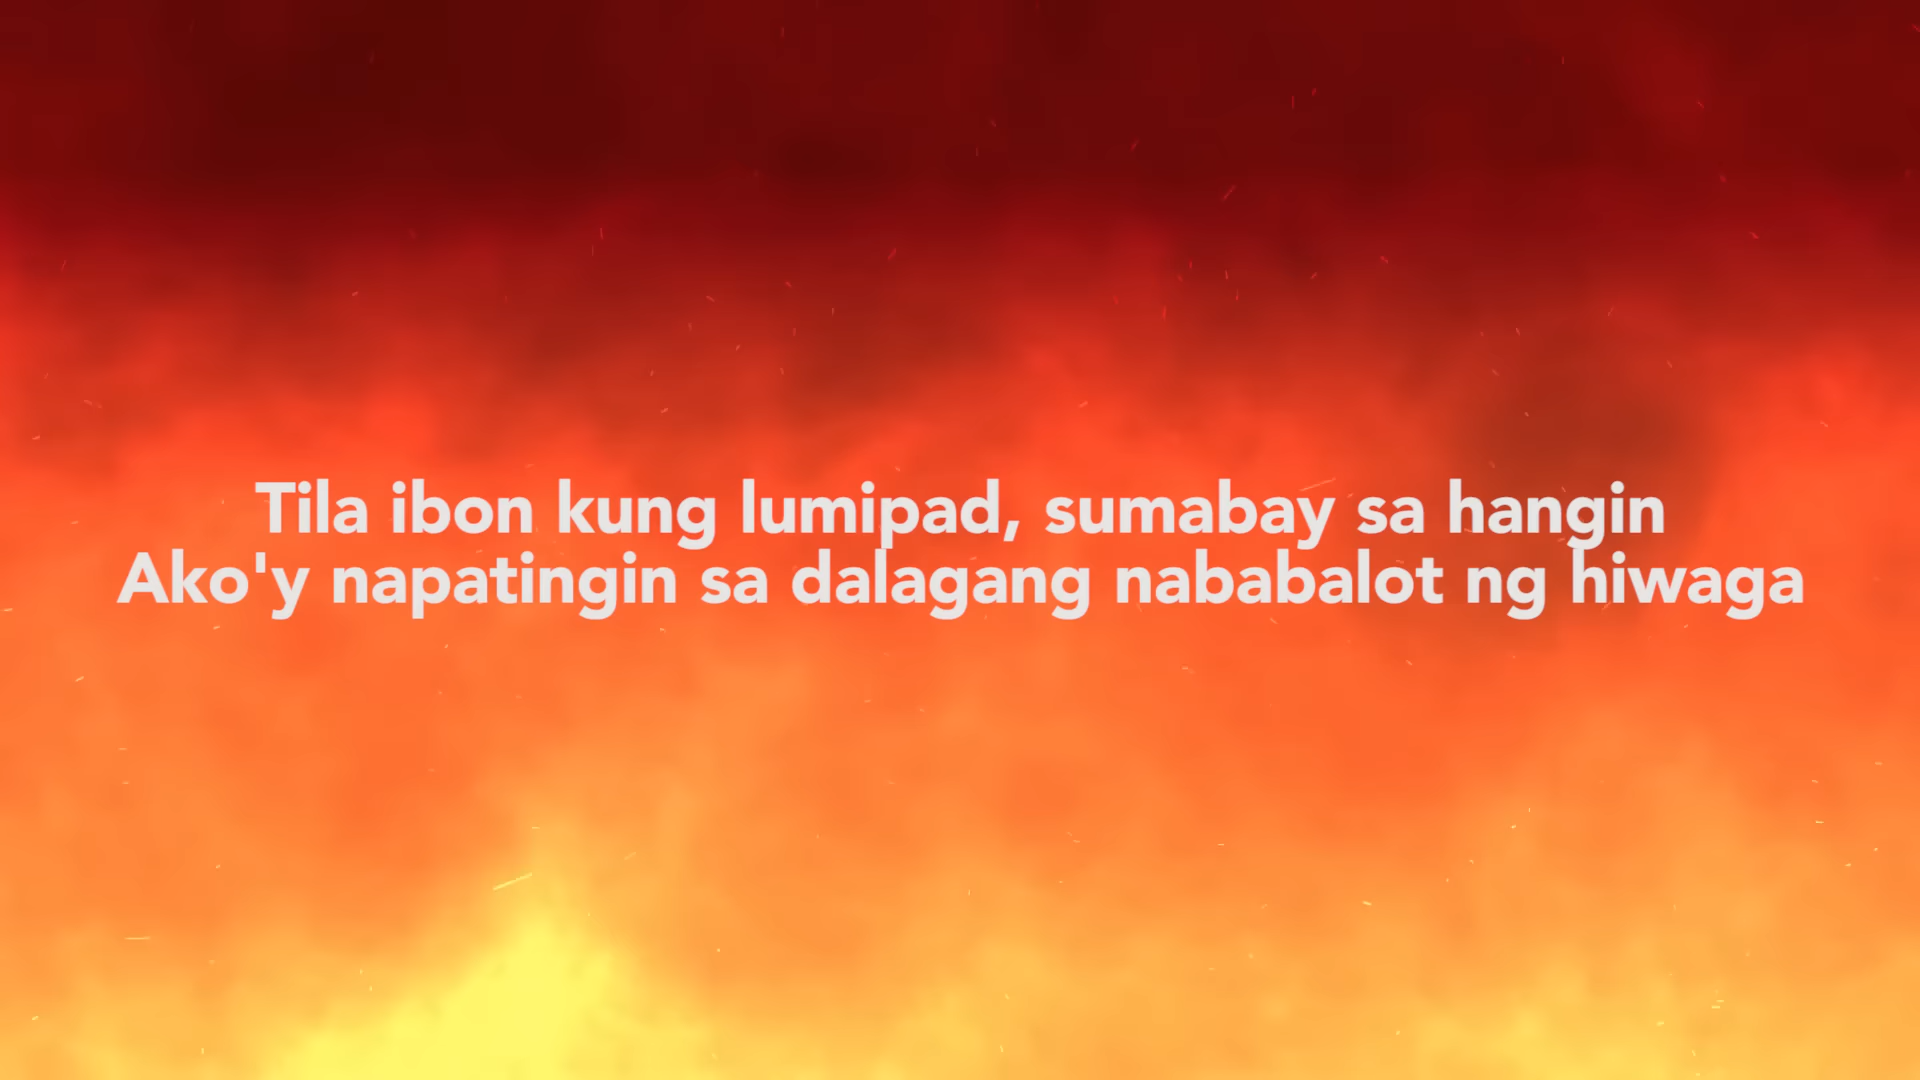 Tila ibon kung lumipad, sumabay sa hangin
Ako'y napatingin sa dalagang nababalot ng hiwaga